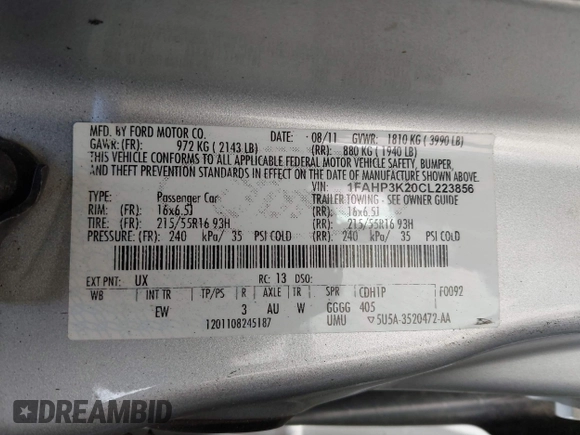 MFD. BY FORD MOTOR CO.
DATE: 08/11 GVWR: 1810 KG ( 3990 LB)
GAWR: (FR): 972 KG ( 2143 LB) (RR): 880 KG ( 1940 LB)
THIS VEHICLE CONFORMS TO ALL APPLICABLE FEDERAL MOTOR VEHICLE SAFETY, BUMPER,
AND THEFT PREVENTION STANDARDS IN EFFECT ON THE DATE OF MANUFACTURE SHOWN ABOVE.
VIN: 1FAHP3K20CL223856
TYPE: Passenger Car TRAILER TOWING - SEE OWNER GUIDE
RIM: (FR): 16x6.5J (RR): 16x6.5J
TIRE: (FR): 215/55R16 93H (RR): 215/55R16 93H
PRESSURE: (FR): 240 kPa/ 35 PSI COLD (RR): 240 kPa/ 35 PSI COLD
EXT PNT: UX RC: 13 DSO:
WB INT TR TP/PS R AXLE TR SPR CDHTP F0092
EW 3 AU W GGGG 405
1201108245187 UMU 5U5A-3520472-AA
DREAMBID
DREAMBID.COM